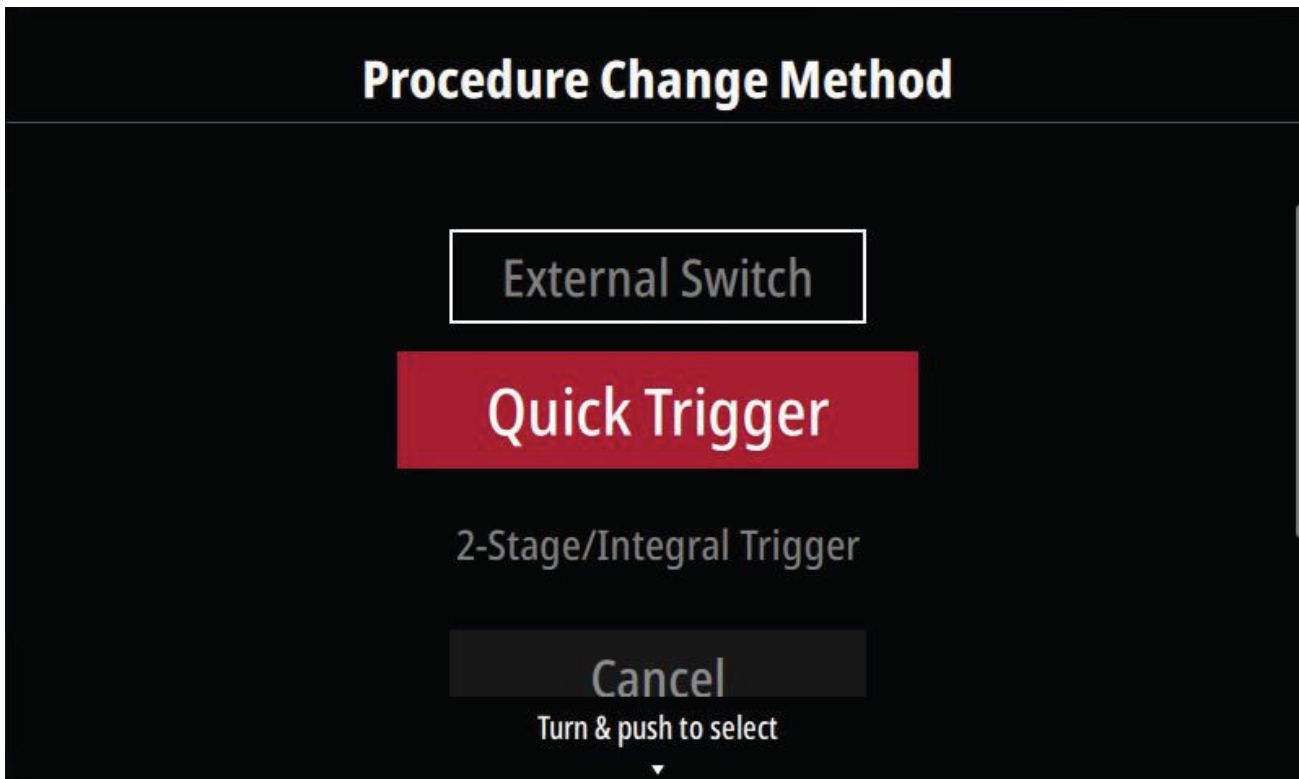 Procedure Change Method
External Switch
Quick Trigger
2-Stage/Integral Trigger
Cancel
Turn & push to select